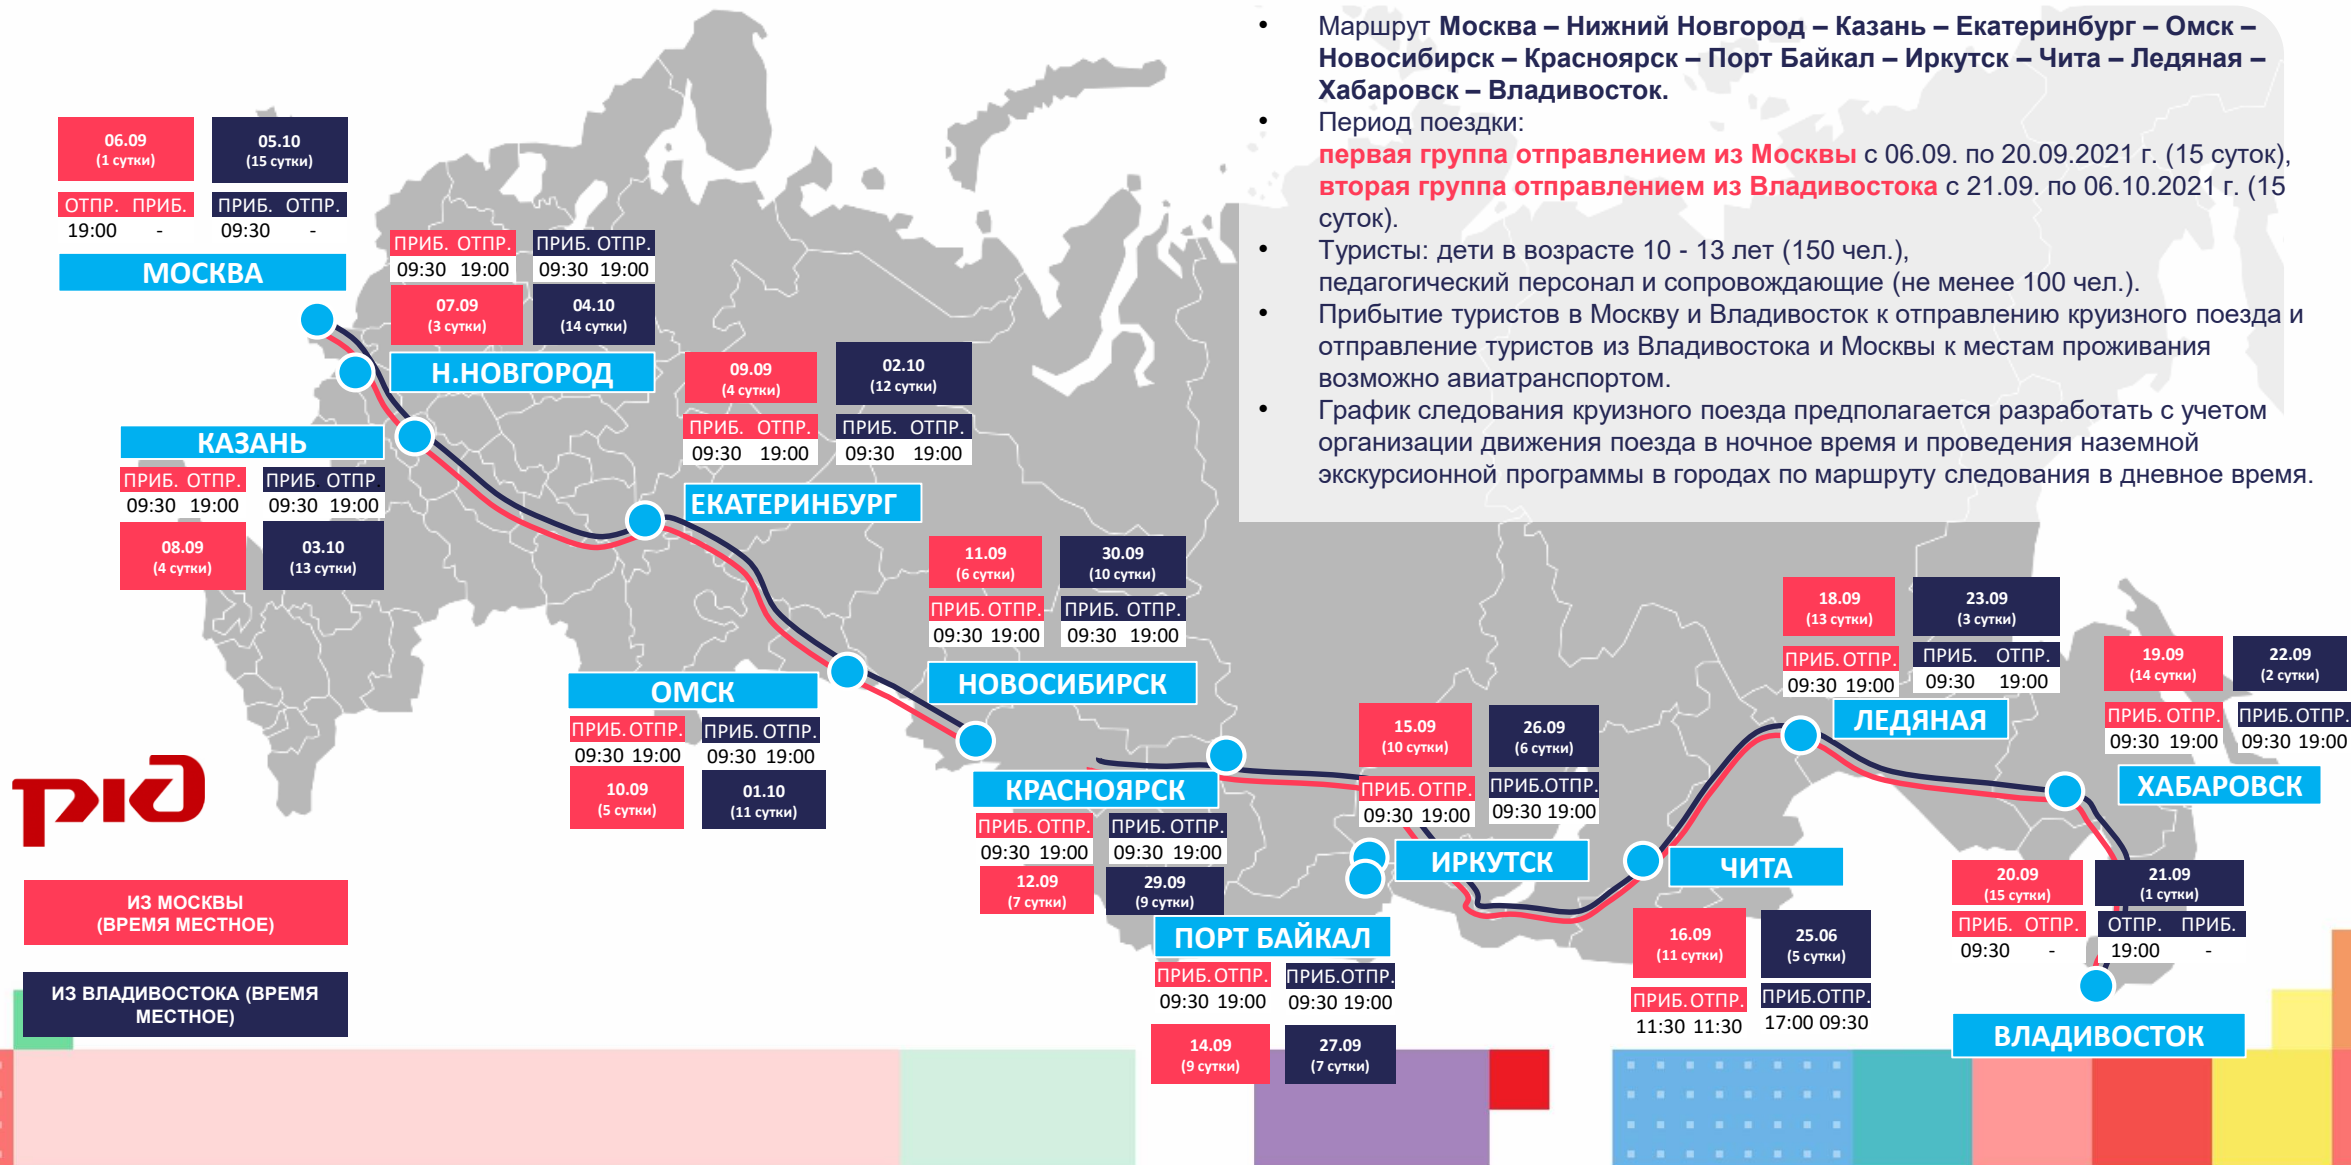 • Маршрут Москва – Нижний Новгород – Казань – Екатеринбург – Омск –
Новосибирск – Красноярск – Порт Байкал – Иркутск – Чита – Ледяная –
Хабаровск – Владивосток.
• Период поездки:
первая группа отправлением из Москвы с 06.09. по 20.09.2021 г. (15 суток),
вторая группа отправлением из Владивостока с 21.09. по 06.10.2021 г. (15
суток).
• Туристы: дети в возрасте 10 - 13 лет (150 чел.),
педагогический персонал и сопровождающие (не менее 100 чел.).
• Прибытие туристов в Москву и Владивосток к отправлению круизного поезда и
отправление туристов из Владивостока и Москвы к местам проживания
возможно авиатранспортом.
• График следования круизного поезда предполагается разработать с учетом
организации движения поезда в ночное время и проведения наземной
экскурсионной программы в городах по маршруту следования в дневное время.
06.09 05.10
(1 сутки) (15 сутки)
ОТПР. ПРИБ. ПРИБ. ОТПР.
19:00 - 09:30 -
МОСКВА
ПРИБ. ОТПР. ПРИБ. ОТПР.
09:30 19:00 09:30 19:00
07.09 04.10
(3 сутки) (14 сутки)
Н.НОВГОРОД
КАЗАНЬ
ПРИБ. ОТПР. ПРИБ. ОТПР.
09:30 19:00 09:30 19:00
08.09 03.10
(4 сутки) (13 сутки)
09.09 02.10
(4 сутки) (12 сутки)
ПРИБ. ОТПР. ПРИБ. ОТПР.
09:30 19:00 09:30 19:00
ЕКАТЕРИНБУРГ
ОМСК
ПРИБ. ОТПР. ПРИБ. ОТПР.
09:30 19:00 09:30 19:00
10.09 01.10
(5 сутки) (11 сутки)
11.09 30.09
(6 сутки) (10 сутки)
ПРИБ. ОТПР. ПРИБ. ОТПР.
09:30 19:00 09:30 19:00
НОВОСИБИРСК
КРАСНОЯРСК
ПРИБ. ОТПР. ПРИБ. ОТПР.
09:30 19:00 09:30 19:00
12.09 29.09
(7 сутки) (9 сутки)
ПОРТ БАЙКАЛ
ПРИБ. ОТПР. ПРИБ.ОТПР.
09:30 19:00 09:30 19:00
14.09 27.09
(9 сутки) (7 сутки)
15.09 26.09
(10 сутки) (6 сутки)
ПРИБ. ОТПР. ПРИБ.ОТПР.
09:30 19:00 09:30 19:00
ИРКУТСК
ЧИТА
16.09 25.06
(11 сутки) (5 сутки)
ПРИБ. ОТПР. ПРИБ.ОТПР.
11:30 11:30 17:00 09:30
18.09 23.09
(13 сутки) (3 сутки)
ПРИБ. ОТПР. ПРИБ. ОТПР.
09:30 19:00 09:30 19:00
ЛЕДЯНАЯ
19.09 22.09
(14 сутки) (2 сутки)
ПРИБ. ОТПР. ПРИБ. ОТПР.
09:30 19:00 09:30 19:00
ХАБАРОВСК
20.09 21.09
(15 сутки) (1 сутки)
ПРИБ. ОТПР. ОТПР. ПРИБ.
09:30 - 19:00 -
ВЛАДИВОСТОК
ржд
ИЗ МОСКВЫ
(ВРЕМЯ МЕСТНОЕ)
ИЗ ВЛАДИВОСТОКА (ВРЕМЯ
МЕСТНОЕ)